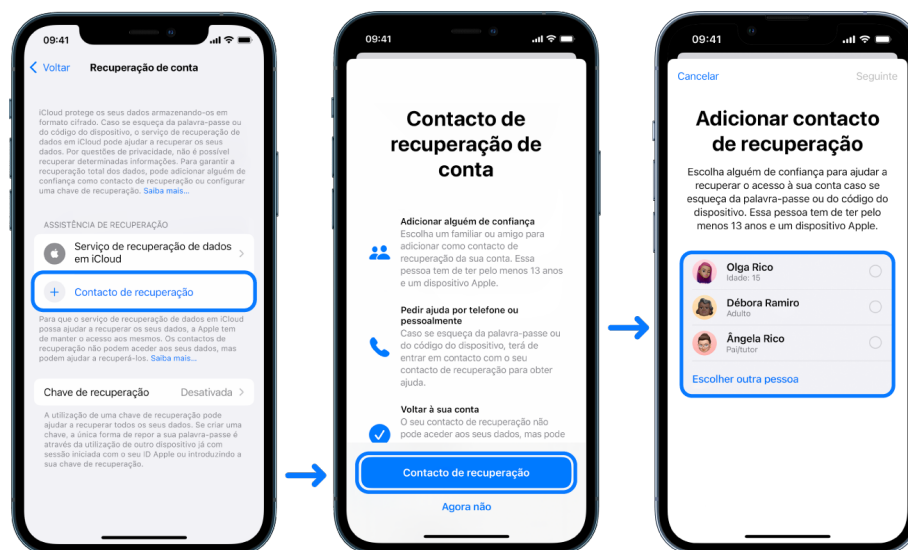 09:41
Voltar Recuperação de conta
iCloud protege os seus dados armazenando-os em
formato cifrado. Caso se esqueça da palavra-passe ou
do código do dispositivo, o serviço de recuperação de
dados em iCloud pode ajudar a recuperar os seus
dados. Por questões de privacidade, não é possível
recuperar determinadas informações. Para garantir a
recuperação total dos dados, pode adicionar alguém de
confiança como contacto de recuperação ou configurar
uma chave de recuperação. Saiba mais...
ASSISTÊNCIA DE RECUPERAÇÃO
Serviço de recuperação de dados
em iCloud
Contacto de recuperação
Para que o serviço de recuperação de dados em iCloud
possa ajudar a recuperar os seus dados, a Apple tem
de manter o acesso aos mesmos. Os contactos de
recuperação não podem aceder aos seus dados, mas
podem ajudar a recuperá-los. Saiba mais...
Chave de recuperação Desativada
A utilização de uma chave de recuperação pode
ajudar a recuperar todos os seus dados. Se criar uma
chave, a única forma de repor a sua palavra-passe é
através da utilização de outro dispositivo já com
sessão iniciada com o seu ID Apple ou introduzindo a
sua chave de recuperação.
09:41
Contacto de
recuperação de
conta
Adicionar alguém de confiança
Escolha um familiar ou amigo para
adicionar como contacto de
recuperação da sua conta. Essa
pessoa tem de ter pelo menos 13 anos
e um dispositivo Apple.
Pedir ajuda por telefone ou
pessoalmente
Caso se esqueça da palavra-passe ou
do código do dispositivo, terá de
entrar em contacto com o seu
contacto de recuperação para obter
ajuda.
Voltar à sua conta
O seu contacto de recuperação não
pode aceder aos seus dados, mas pode
Contacto de recuperação
Agora não
09:41
Cancelar Seguinte
Adicionar contacto
de recuperação
Escolha alguém de confiança para ajudar a
recuperar o acesso à sua conta caso se
esqueça da palavra-passe ou do código do
dispositivo. Essa pessoa tem de ter pelo
menos 13 anos e um dispositivo Apple.
Olga Rico
Idade: 15
Débora Ramiro
Adulto
Ângela Rico
Pai/tutor
Escolher outra pessoa